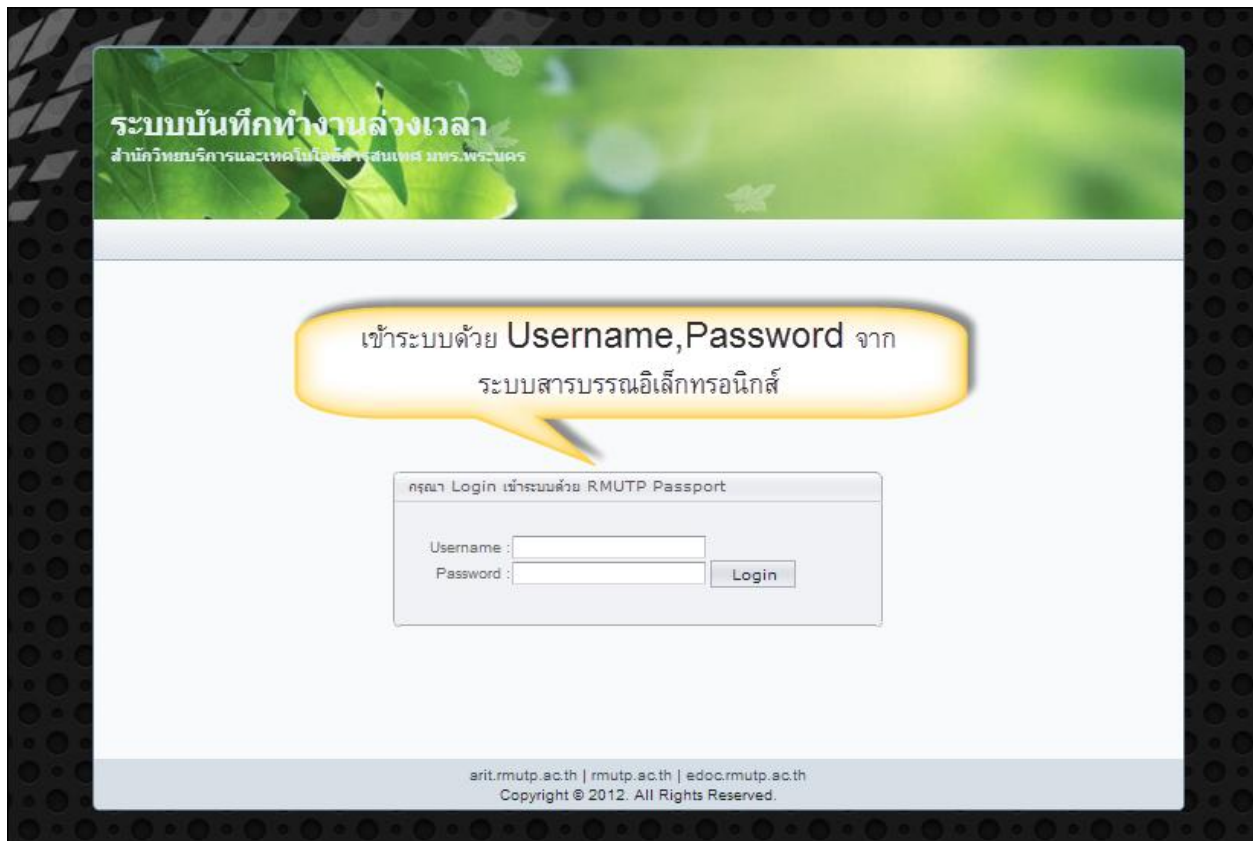 ระบบบันทึกทำงานล่วงเวลา
สำนักวิทยบริการและเทคโนโลยีสารสนเทศ มทร.พระนคร
เข้าระบบด้วย Username,Password จาก
ระบบสารบรรณอิเล็กทรอนิกส์
กรุณา Login เข้าระบบด้วย RMUTP Passport
Username :
Password :
Login
arit.rmutp.ac.th | rmutp.ac.th | edoc.rmutp.ac.th
Copyright © 2012. All Rights Reserved.